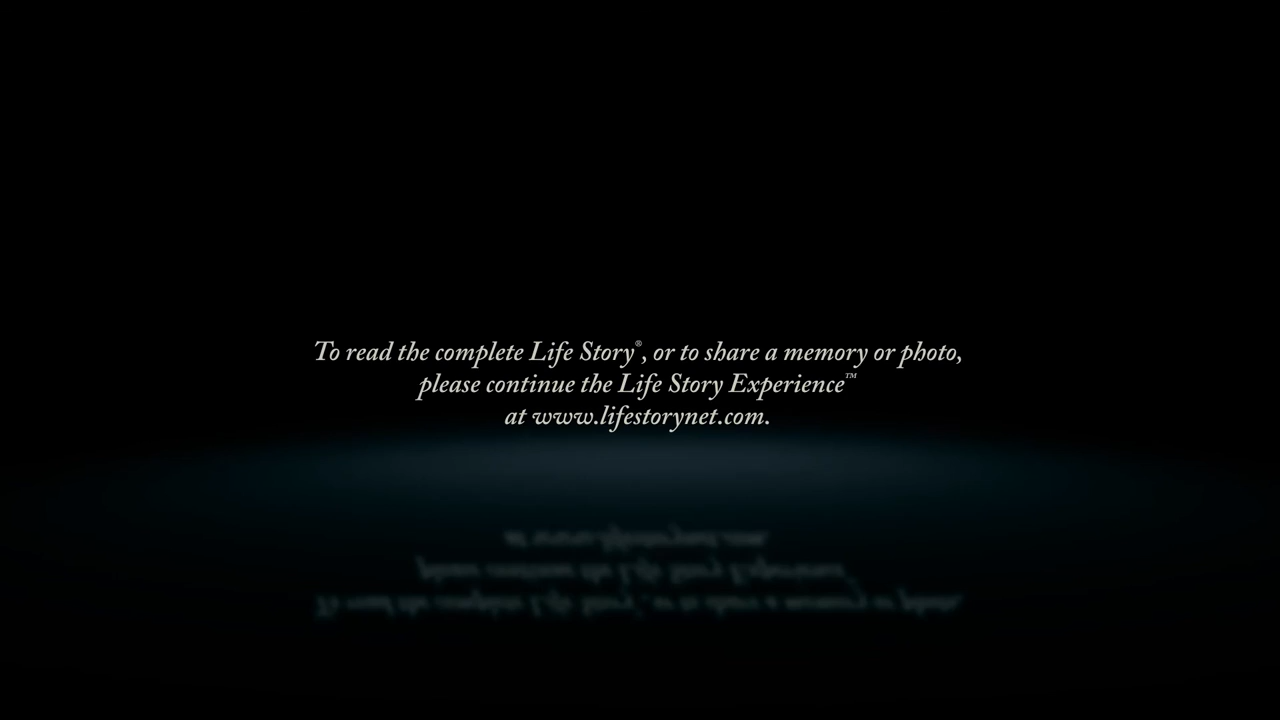 To read the complete Life Story®, or to share a memory or photo,
please continue the Life Story Experience™
at www.lifestorynet.com.